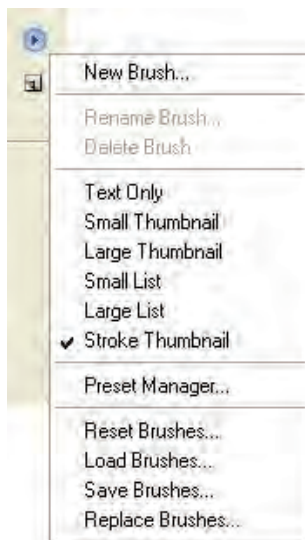 New Brush...
Rename Brush...
Delete Brush
Text Only
Small Thumbnail
Large Thumbnail
Small List
Large List
Stroke Thumbnail
Preset Manager...
Reset Brushes...
Load Brushes...
Save Brushes...
Replace Brushes...